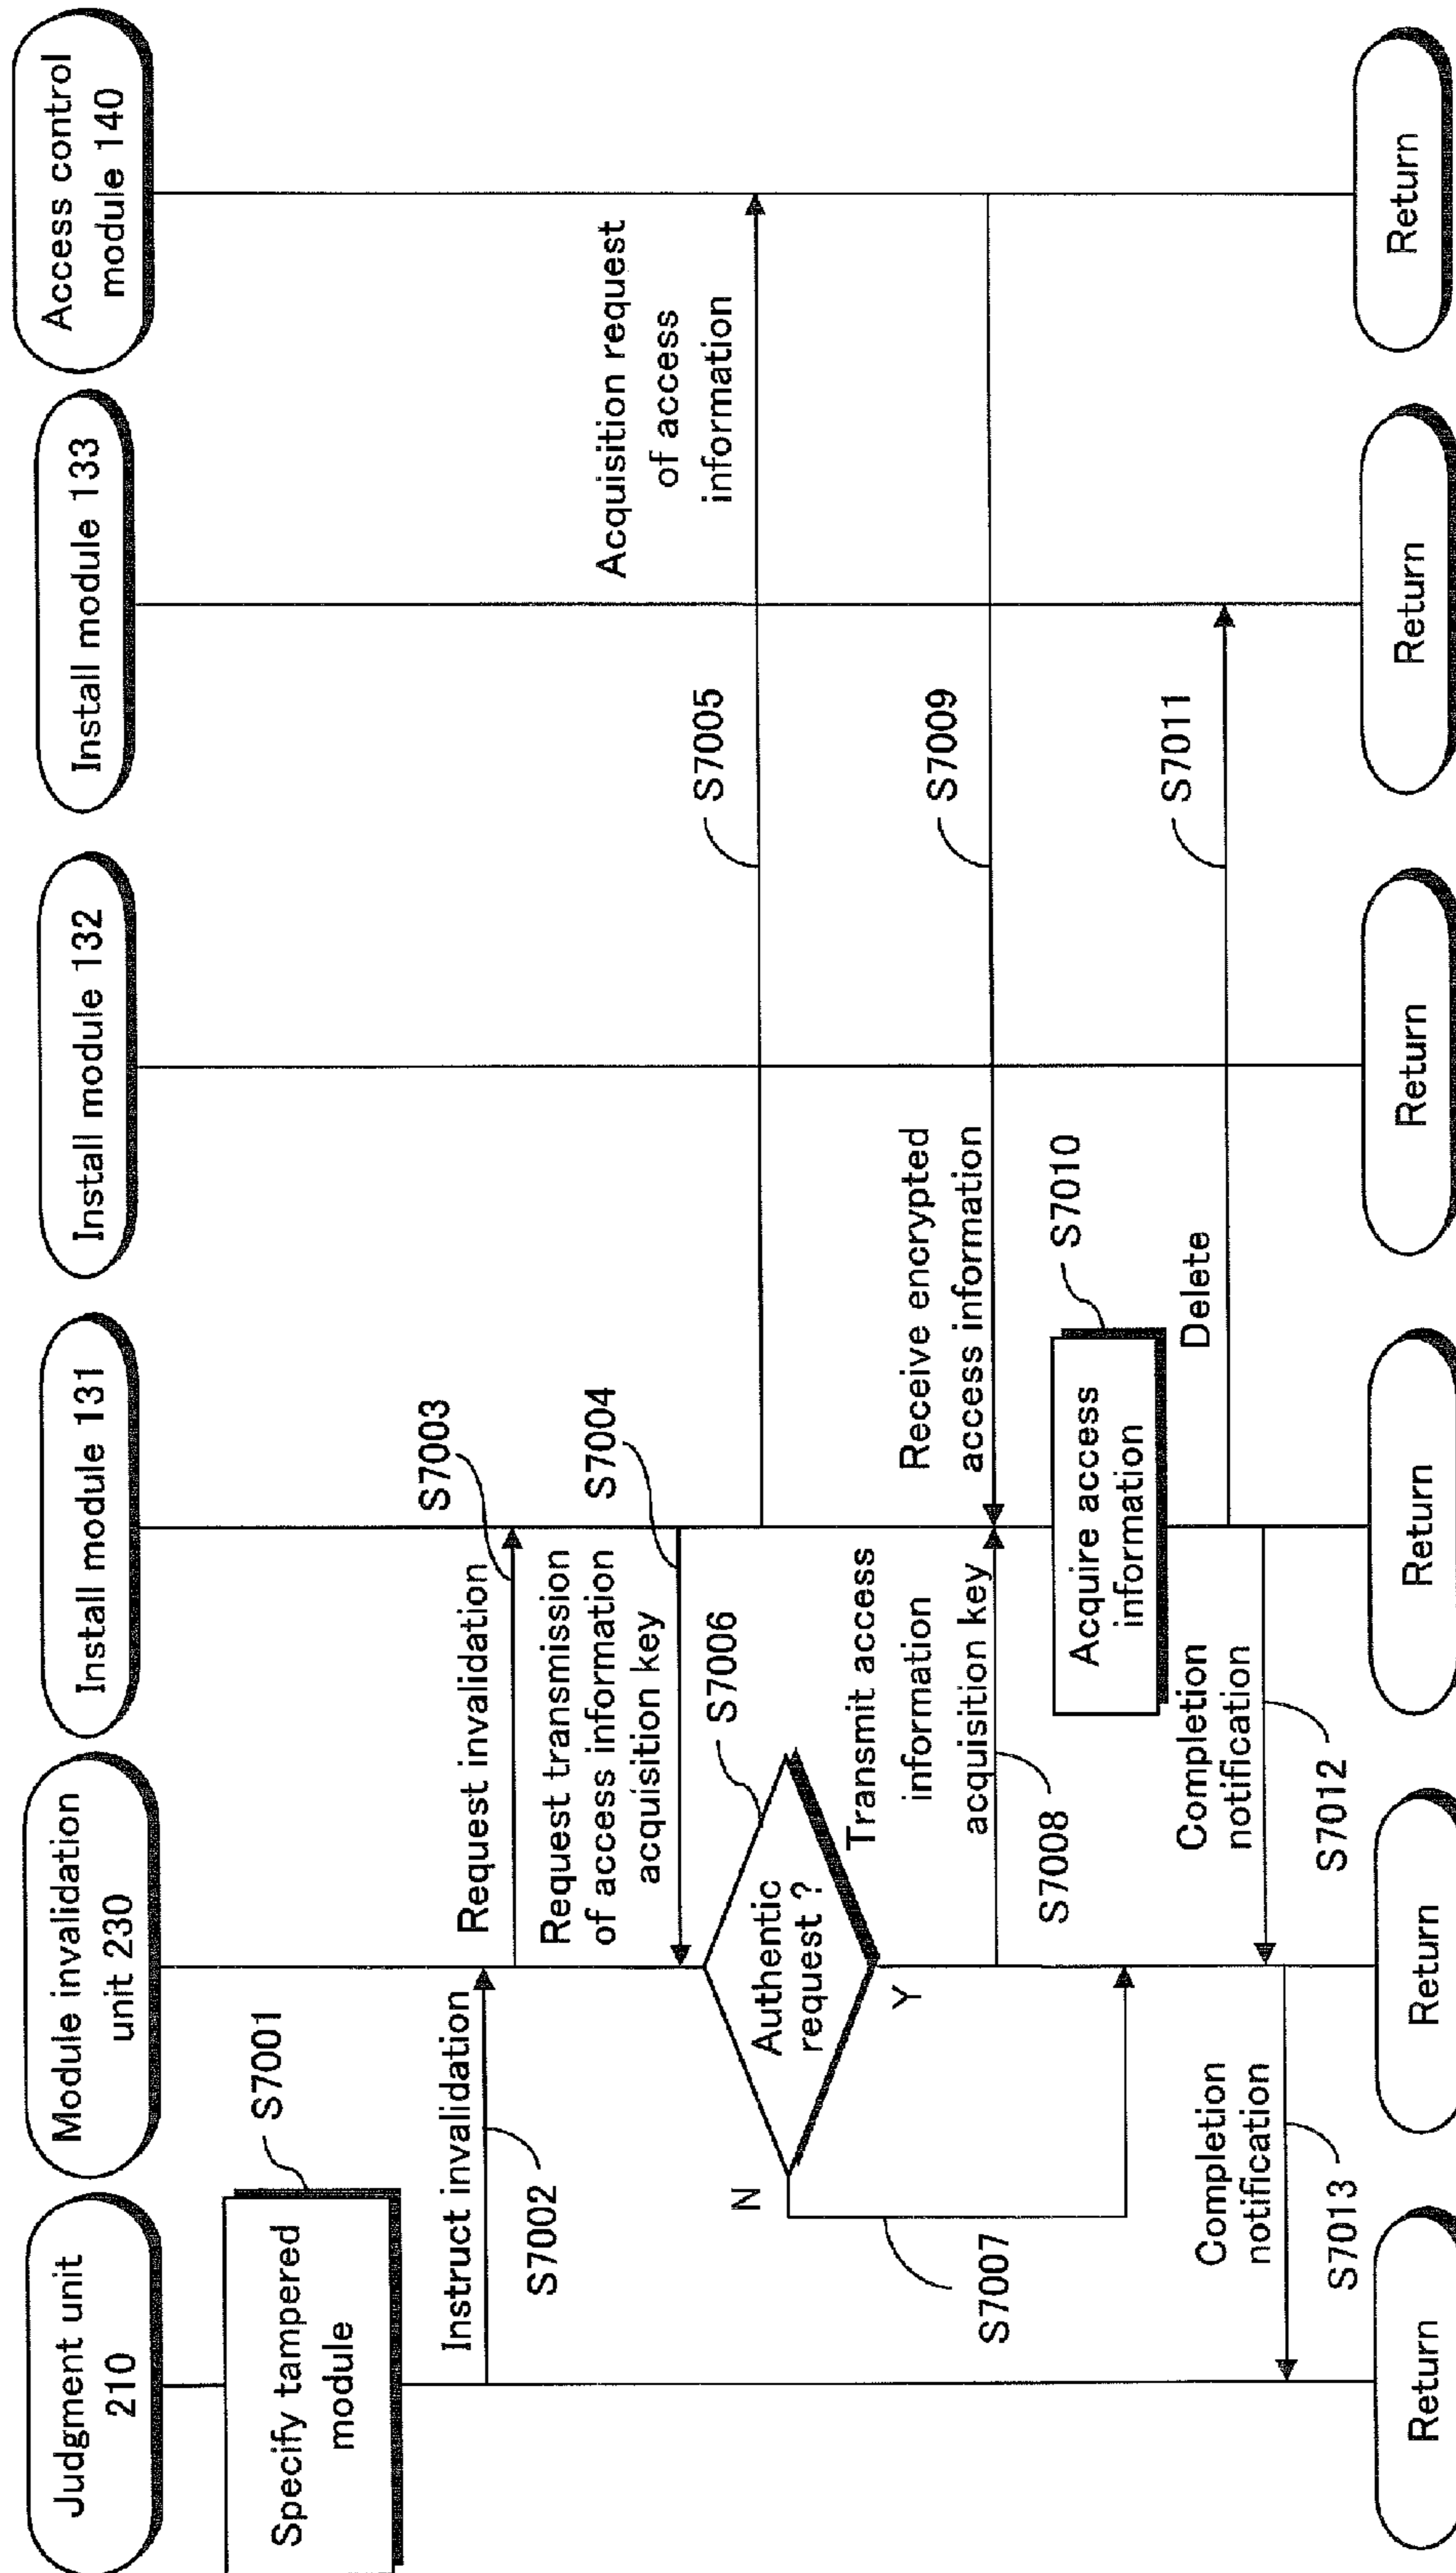 Judgment unit
210
Module invalidation
unit 230
Install module 131
Install module 132
Install module 133
Access control
module 140
Specify tampered
module
S7001
Instruct invalidation
S7002
Request invalidation
S7003
Request transmission
of access information
acquisition key
S7004
Acquisition request
of access
information
S7005
Authentic
request ?
S7006
N
Y
S7007
Transmit access
information
acquisition key
S7008
Receive encrypted
access information
S7009
Acquire access
information
S7010
Delete
S7011
Completion
notification
S7012
Completion
notification
S7013
Return
Return
Return
Return
Return
Return